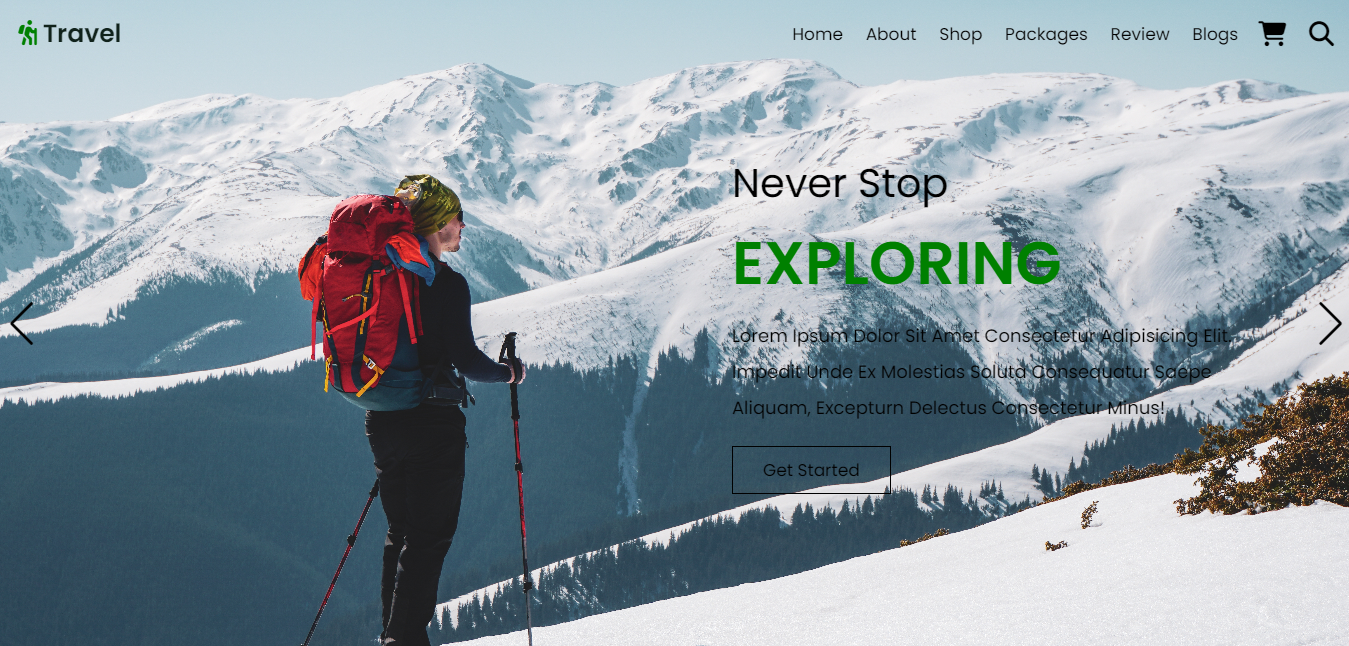 Travel
Home About Shop Packages Review Blogs
Never Stop
EXPLORING
Lorem Ipsum Dolor Sit Amet Consectetur Adipisicing Elit.
Impedit Unde Ex Molestias Soluta Consequatur Saepe
Aliquam, Excepturn Delectus Consectetur Minus!
Get Started